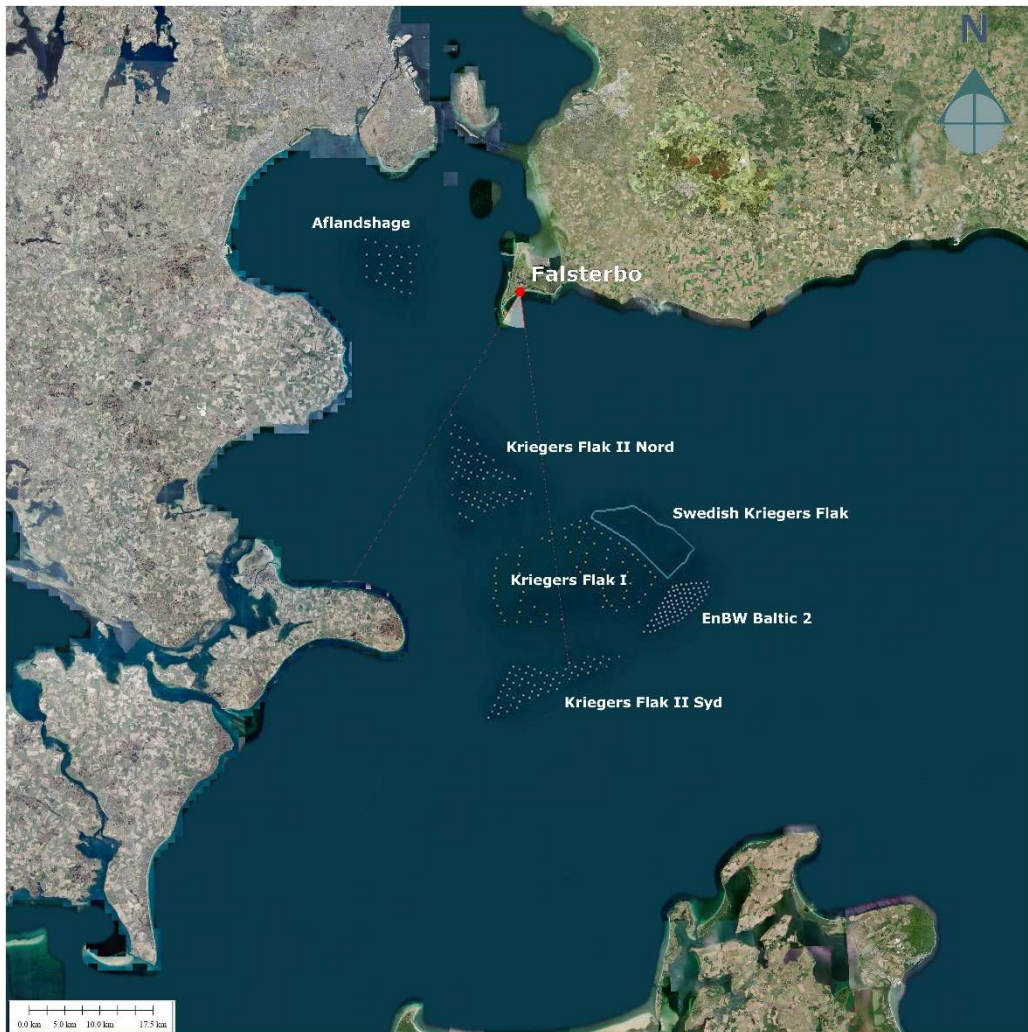 N
Aflandshage
Falsterbo
Kriegers Flak II Nord
Swedish Kriegers Flak
Kriegers Flak I
EnBW Baltic 2
Kriegers Flak II Syd
0.0 km 5.0 km 10.0 km 17.5 km